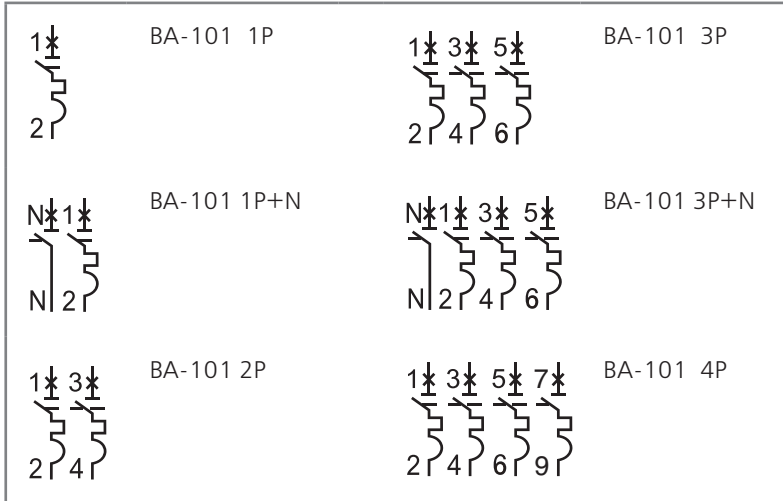 1
BA-101 1P
2
1 3 5
BA-101 3P
2 4 6
N 1
BA-101 1P+N
N 2
N 1 3 5
BA-101 3P+N
N 2 4 6
1 3
BA-101 2P
2 4
1 3 5 7
BA-101 4P
2 4 6 9